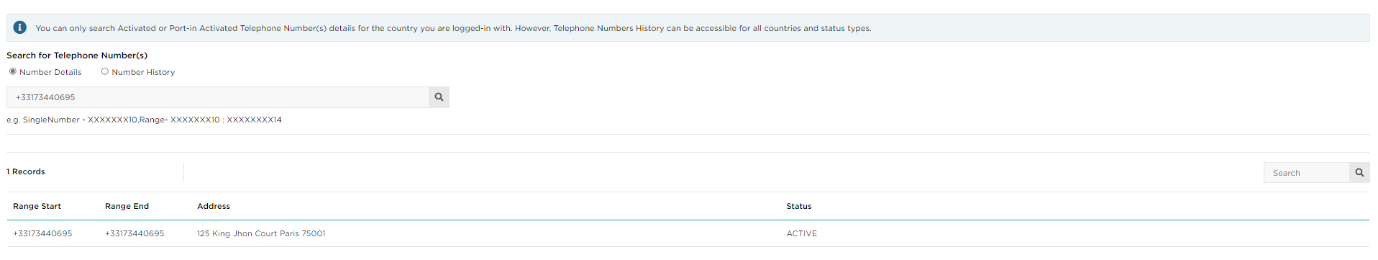 You can only search Activated or Port-in Activated Telephone Number(s) details for the country you are logged-in with. However, Telephone Numbers History can be accessible for all countries and status types.
Search for Telephone Number(s)
Number Details Number History
+33173440695
e.g. SingleNumber - XXXXXXX10,Range- XXXXXXX10 : XXXXXXXX14
1 Records Search
Range Start Range End Address Status
+33173440695 +33173440695 125 King Jhon Court Paris 75001 ACTIVE